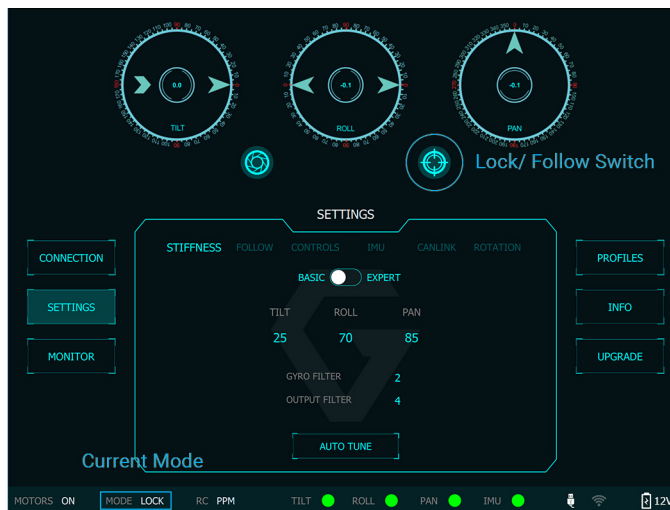 0.0
-0.1
-0.1
TILT
ROLL
PAN
Lock/ Follow Switch
SETTINGS
STIFFNESS FOLLOW CONTROLS IMU CANLINK ROTATION
CONNECTION
PROFILES
BASIC EXPERT
SETTINGS
INFO
TILT ROLL PAN
25 70 85
MONITOR
UPGRADE
GYRO FILTER 2
OUTPUT FILTER 4
AUTO TUNE
Current Mode
MOTORS ON MODE LOCK RC PPM TILT ROLL PAN IMU 12V